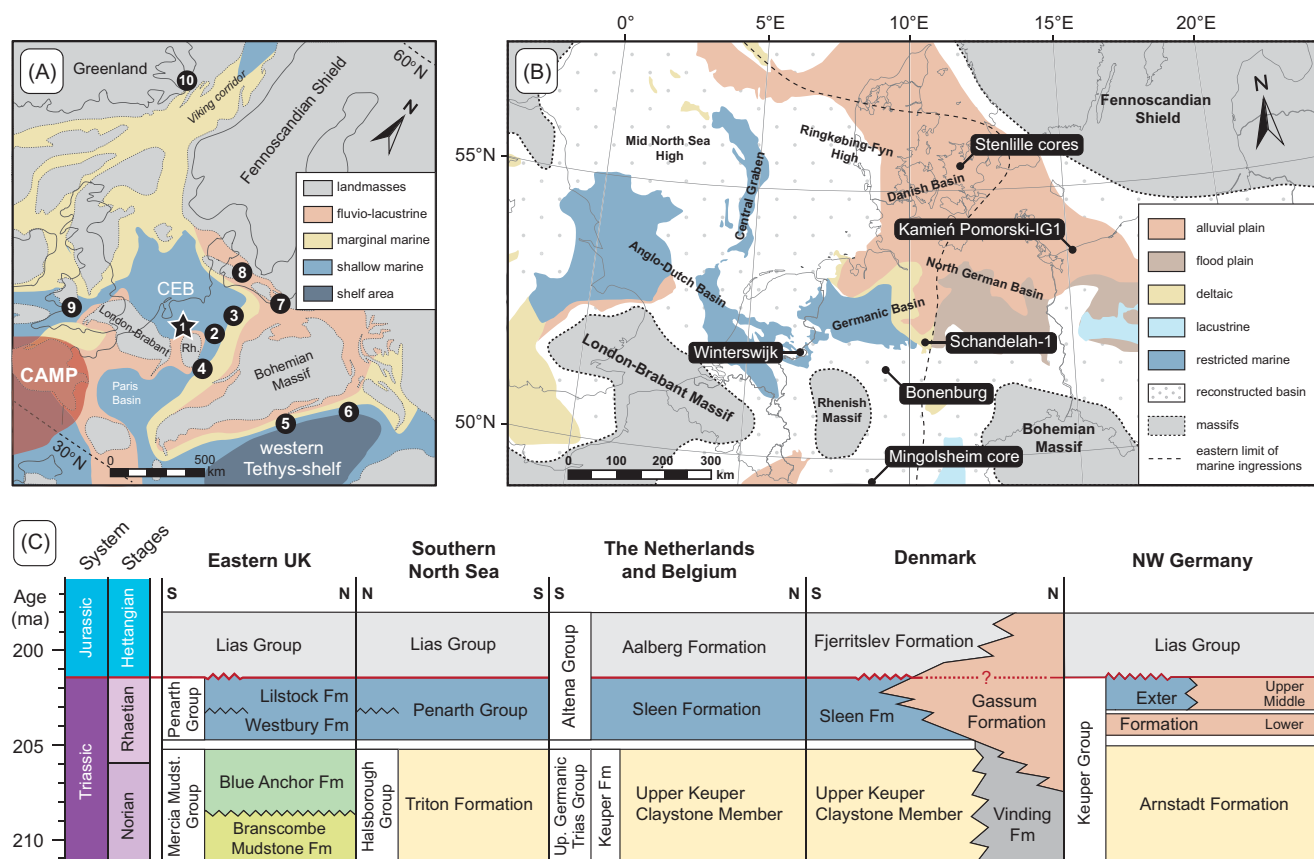 (A)
Greenland
10
60°N
Viking corridor
Fennoscandian Shield
N
landmasses
fluvio-lacustrine
marginal marine
shallow marine
shelf area
8
CEB
9
7
3
London-Brabant
1
2
Rh.
4
CAMP
Bohemian
Massif
Paris
Basin
6
5
western
Tethys-shelf
30°N
0
500
km
0°
5°E
10°E
15°E
20°E
(B)
55°N
50°N
Mid North Sea
High
Ringkøbing-Fyn
High
Fennoscandian
Shield
N
Stenlille cores
Danish Basin
Central Graben
Kamień Pomorski-IG1
Anglo-Dutch Basin
North German Basin
Germanic Basin
Winterswijk
Schandelah-1
London-Brabant Massif
Rhenish
Massif
Bonenburg
Bohemian
Massif
Mingolsheim core
0 100 200 300
km
alluvial plain
flood plain
deltaic
lacustrine
restricted marine
reconstructed basin
massifs
eastern limit of
marine ingressions
(C)
System
Stages
Eastern UK
Southern
North Sea
The Netherlands
and Belgium
Denmark
NW Germany
Age
(ma)
S N
N S
S N
S N
200
205
210
Jurassic
Triassic
Hettangian
Rhaetian
Norian
Lias Group
Penarth
Group
Lilstock Fm
Westbury Fm
Mercia Mudst.
Group
Blue Anchor Fm
Branscombe
Mudstone Fm
Lias Group
Penarth Group
Halsborough
Group
Triton Formation
Altena Group
Aalberg Formation
Sleen Formation
Up. Germanic
Trias Group
Keuper Fm
Upper Keuper
Claystone Member
Fjerritslev Formation
?
Sleen Fm
Gassum
Formation
Upper Keuper
Claystone Member
Vinding
Fm
Lias Group
Keuper Group
Exter
Upper
Middle
Formation
Lower
Arnstadt Formation